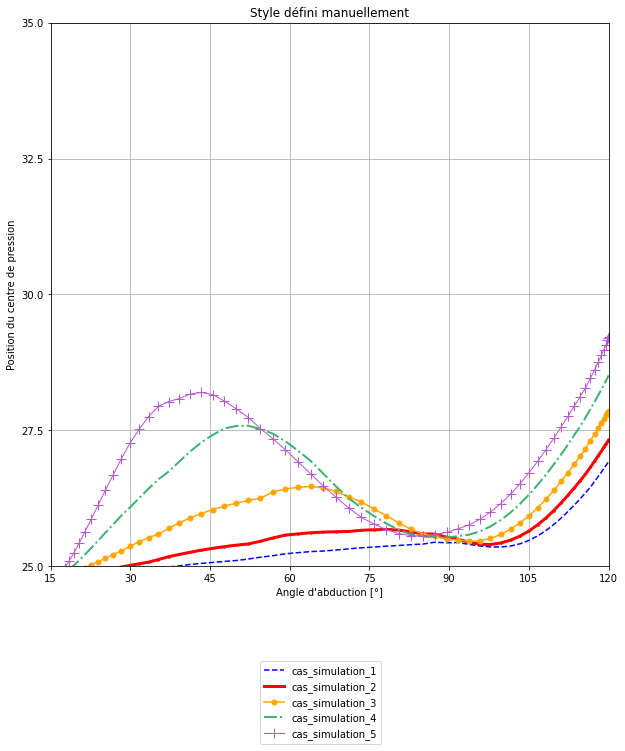 Style défini manuellement
Position du centre de pression
35.0
32.5
30.0
27.5
25.0
15 30 45 60 75 90 105 120
Angle d'abduction [°]
cas_simulation_1
cas_simulation_2
cas_simulation_3
cas_simulation_4
cas_simulation_5